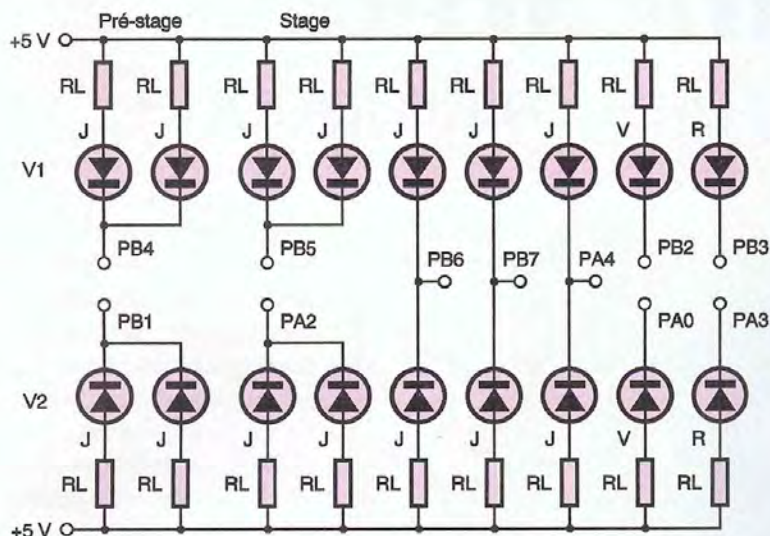 Pré-stage Stage
+5 V
RL RL RL RL RL RL RL RL RL
J J J J J J J V R
V1
PB4 PB5 PB6 PB7 PA4 PB2 PB3
PB1 PA2 PA0 PA3
V2
J J J J J J J V R
RL RL RL RL RL RL RL RL RL
+5 V